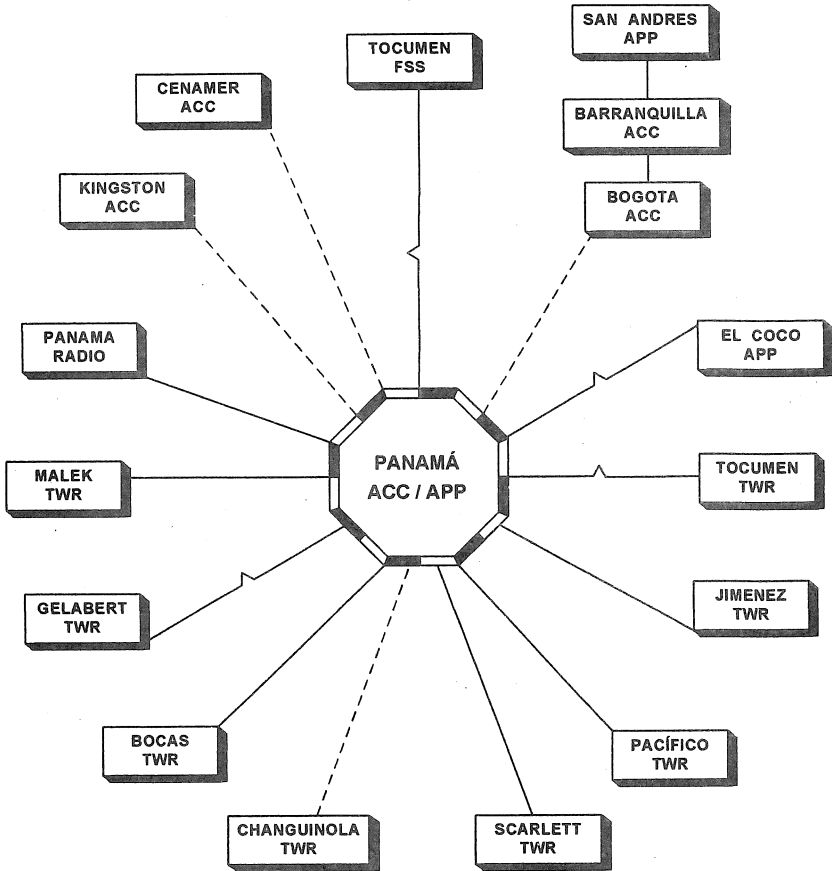 SAN ANDRES
APP
TOCUMEN
FSS
CENAMER
ACC
BARRANQUILLA
ACC
KINGSTON
ACC
BOGOTA
ACC
PANAMA
RADIO
EL COCO
APP
PANAMÁ
ACC / APP
MALEK
TWR
TOCUMEN
TWR
GELABERT
TWR
JIMENEZ
TWR
BOCAS
TWR
PACÍFICO
TWR
CHANGUINOLA
TWR
SCARLETT
TWR